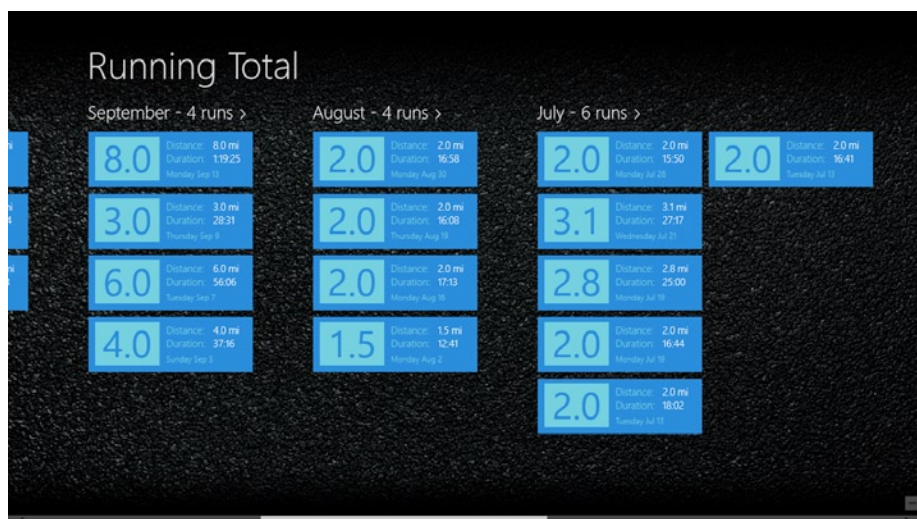 Running Total
September - 4 runs >
8.0
Distance: 8.0 mi
Duration: 1:19:25
Monday Sep 13
3.0
Distance: 3.0 mi
Duration: 28:31
Thursday Sep 9
6.0
Distance: 6.0 mi
Duration: 56:06
Tuesday Sep 7
4.0
Distance: 4.0 mi
Duration: 37:16
Sunday Sep 5
August - 4 runs >
2.0
Distance: 2.0 mi
Duration: 16:58
Monday Aug 30
2.0
Distance: 2.0 mi
Duration: 16:08
Thursday Aug 19
2.0
Distance: 2.0 mi
Duration: 17:13
Monday Aug 16
1.5
Distance: 1.5 mi
Duration: 12:41
Monday Aug 2
July - 6 runs >
2.0
Distance: 2.0 mi
Duration: 15:50
Monday Jul 26
3.1
Distance: 3.1 mi
Duration: 27:17
Wednesday Jul 21
2.8
Distance: 2.8 mi
Duration: 25:00
Monday Jul 19
2.0
Distance: 2.0 mi
Duration: 16:44
Monday Jul 19
2.0
Distance: 2.0 mi
Duration: 18:02
Tuesday Jul 13
2.0
Distance: 2.0 mi
Duration: 16:41
Tuesday Jul 13